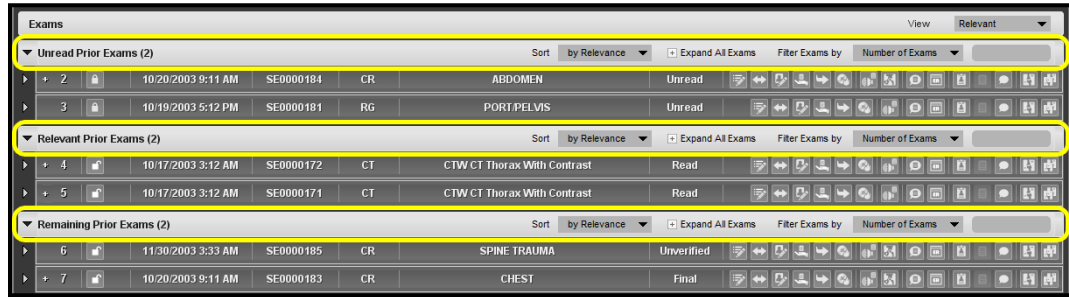 Exams View Relevant
Unread Prior Exams (2) Sort by Relevance + Expand All Exams Filter Exams by Number of Exams
+ 2 10/20/2003 9:11 AM SE0000184 CR ABDOMEN Unread
3 10/19/2003 5:12 PM SE0000181 RG PORT/PELVIS Unread
Relevant Prior Exams (2) Sort by Relevance + Expand All Exams Filter Exams by Number of Exams
+ 4 10/17/2003 3:12 AM SE0000172 CT CTW CT Thorax With Contrast Read
+ 5 10/17/2003 3:12 AM SE0000171 CT CTW CT Thorax With Contrast Read
Remaining Prior Exams (2) Sort by Relevance + Expand All Exams Filter Exams by Number of Exams
6 11/30/2003 3:33 AM SE0000185 CR SPINE TRAUMA Unverified
+ 7 10/20/2003 9:11 AM SE0000183 CR CHEST Final